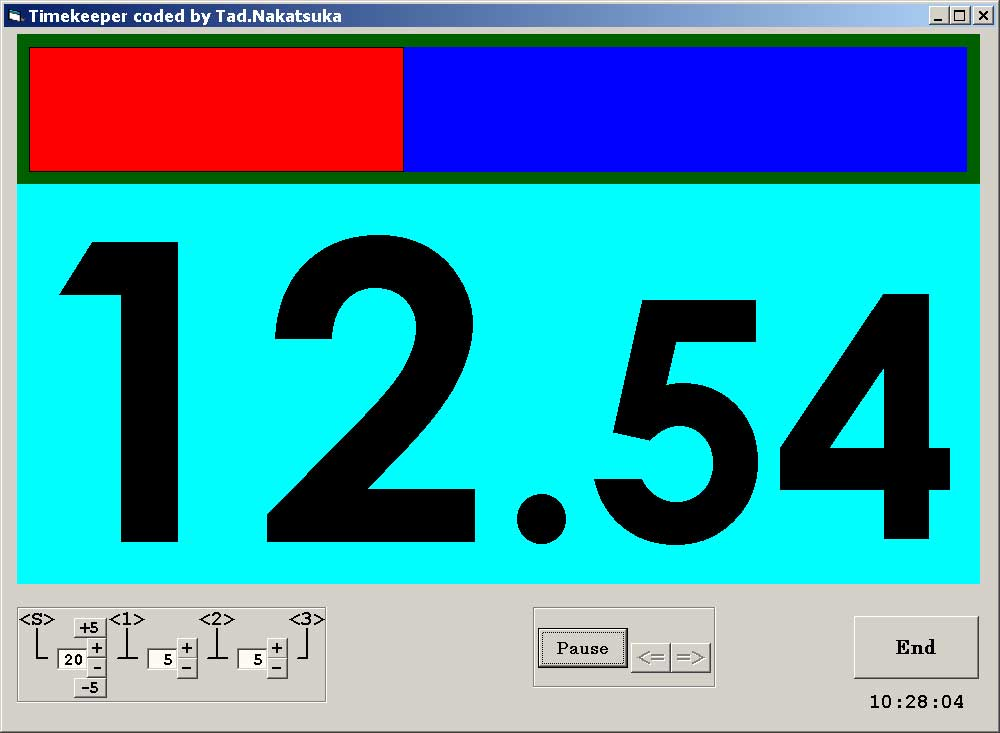 Timekeeper coded by Tad.Nakatsuka
12.54
<S> <1> <2> <3>
+5
20 + - 5 + - 5 + -
-5
Pause <= =>
End
10:28:04